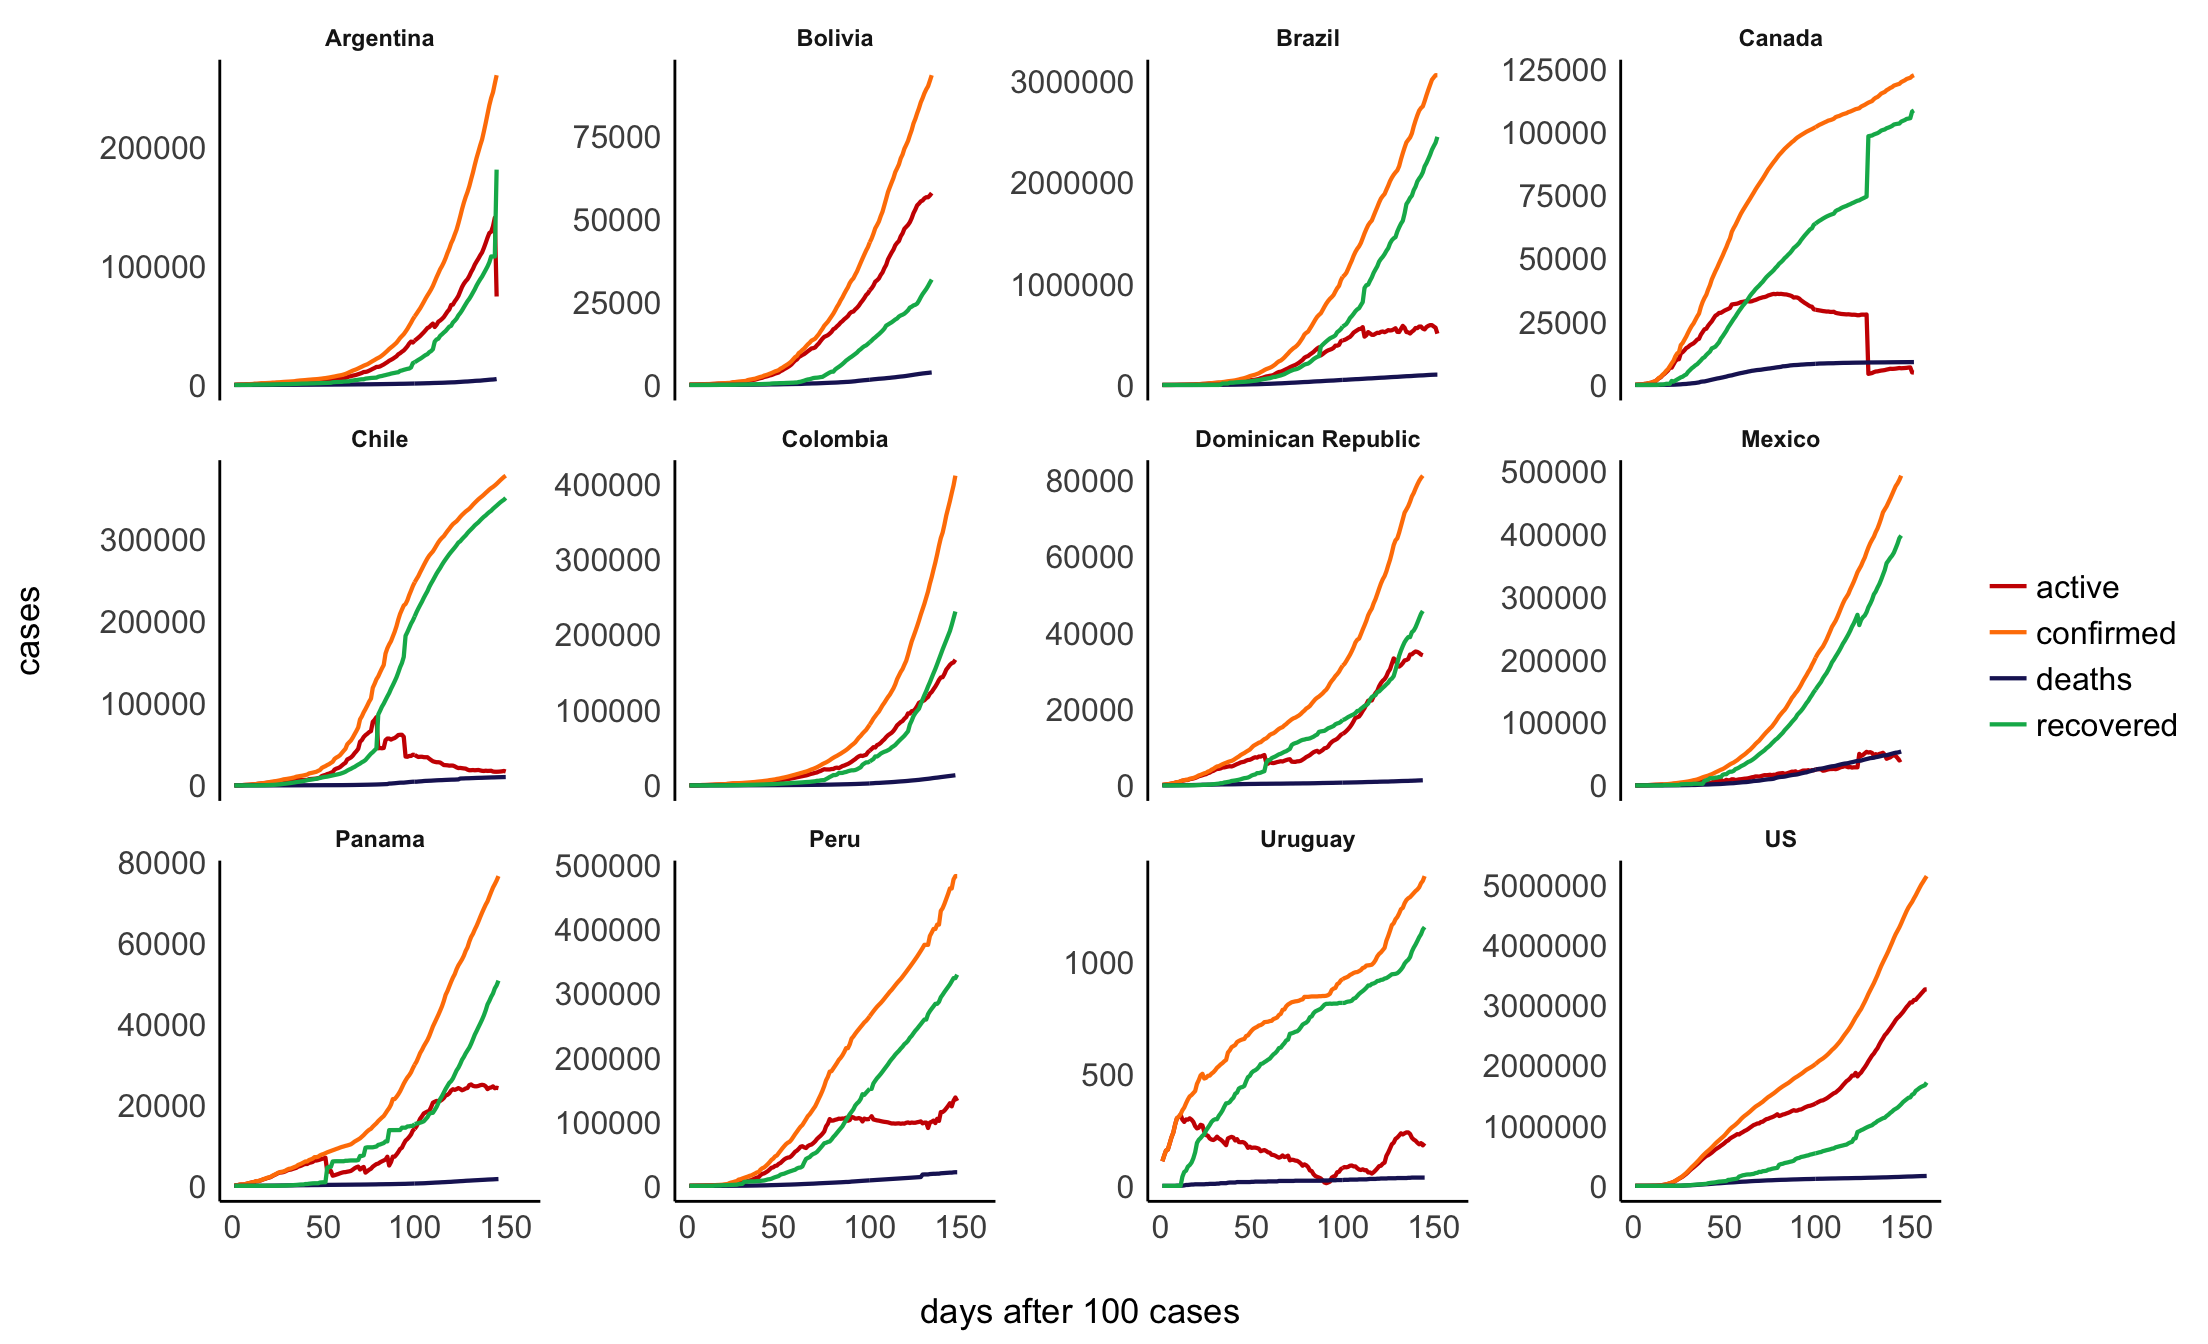 Argentina
Bolivia
Brazil
Canada
200000
100000
0
75000
50000
25000
0
3000000
2000000
1000000
0
125000
100000
75000
50000
25000
0
Chile
Colombia
Dominican Republic
Mexico
300000
200000
100000
0
400000
300000
200000
100000
0
80000
60000
40000
20000
0
500000
400000
300000
200000
100000
0
Panama
Peru
Uruguay
US
80000
60000
40000
20000
0
500000
400000
300000
200000
100000
0
1000
500
0
5000000
4000000
3000000
2000000
1000000
0
0 50 100 150
0 50 100 150
0 50 100 150
0 50 100 150
days after 100 cases
cases
active
confirmed
deaths
recovered